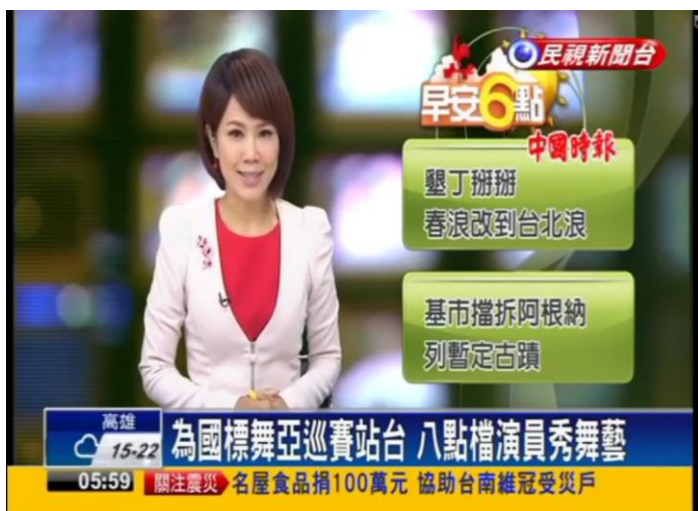 民視新聞台
早安6點
中國時報
墾丁掰掰
春浪改到台北浪
基市擋拆阿根納
列暫定古蹟
高雄
15-22
為國標舞亞巡賽站台 八點檔演員秀舞藝
05:59 關注震災 名屋食品捐100萬元 協助台南維冠受災戶